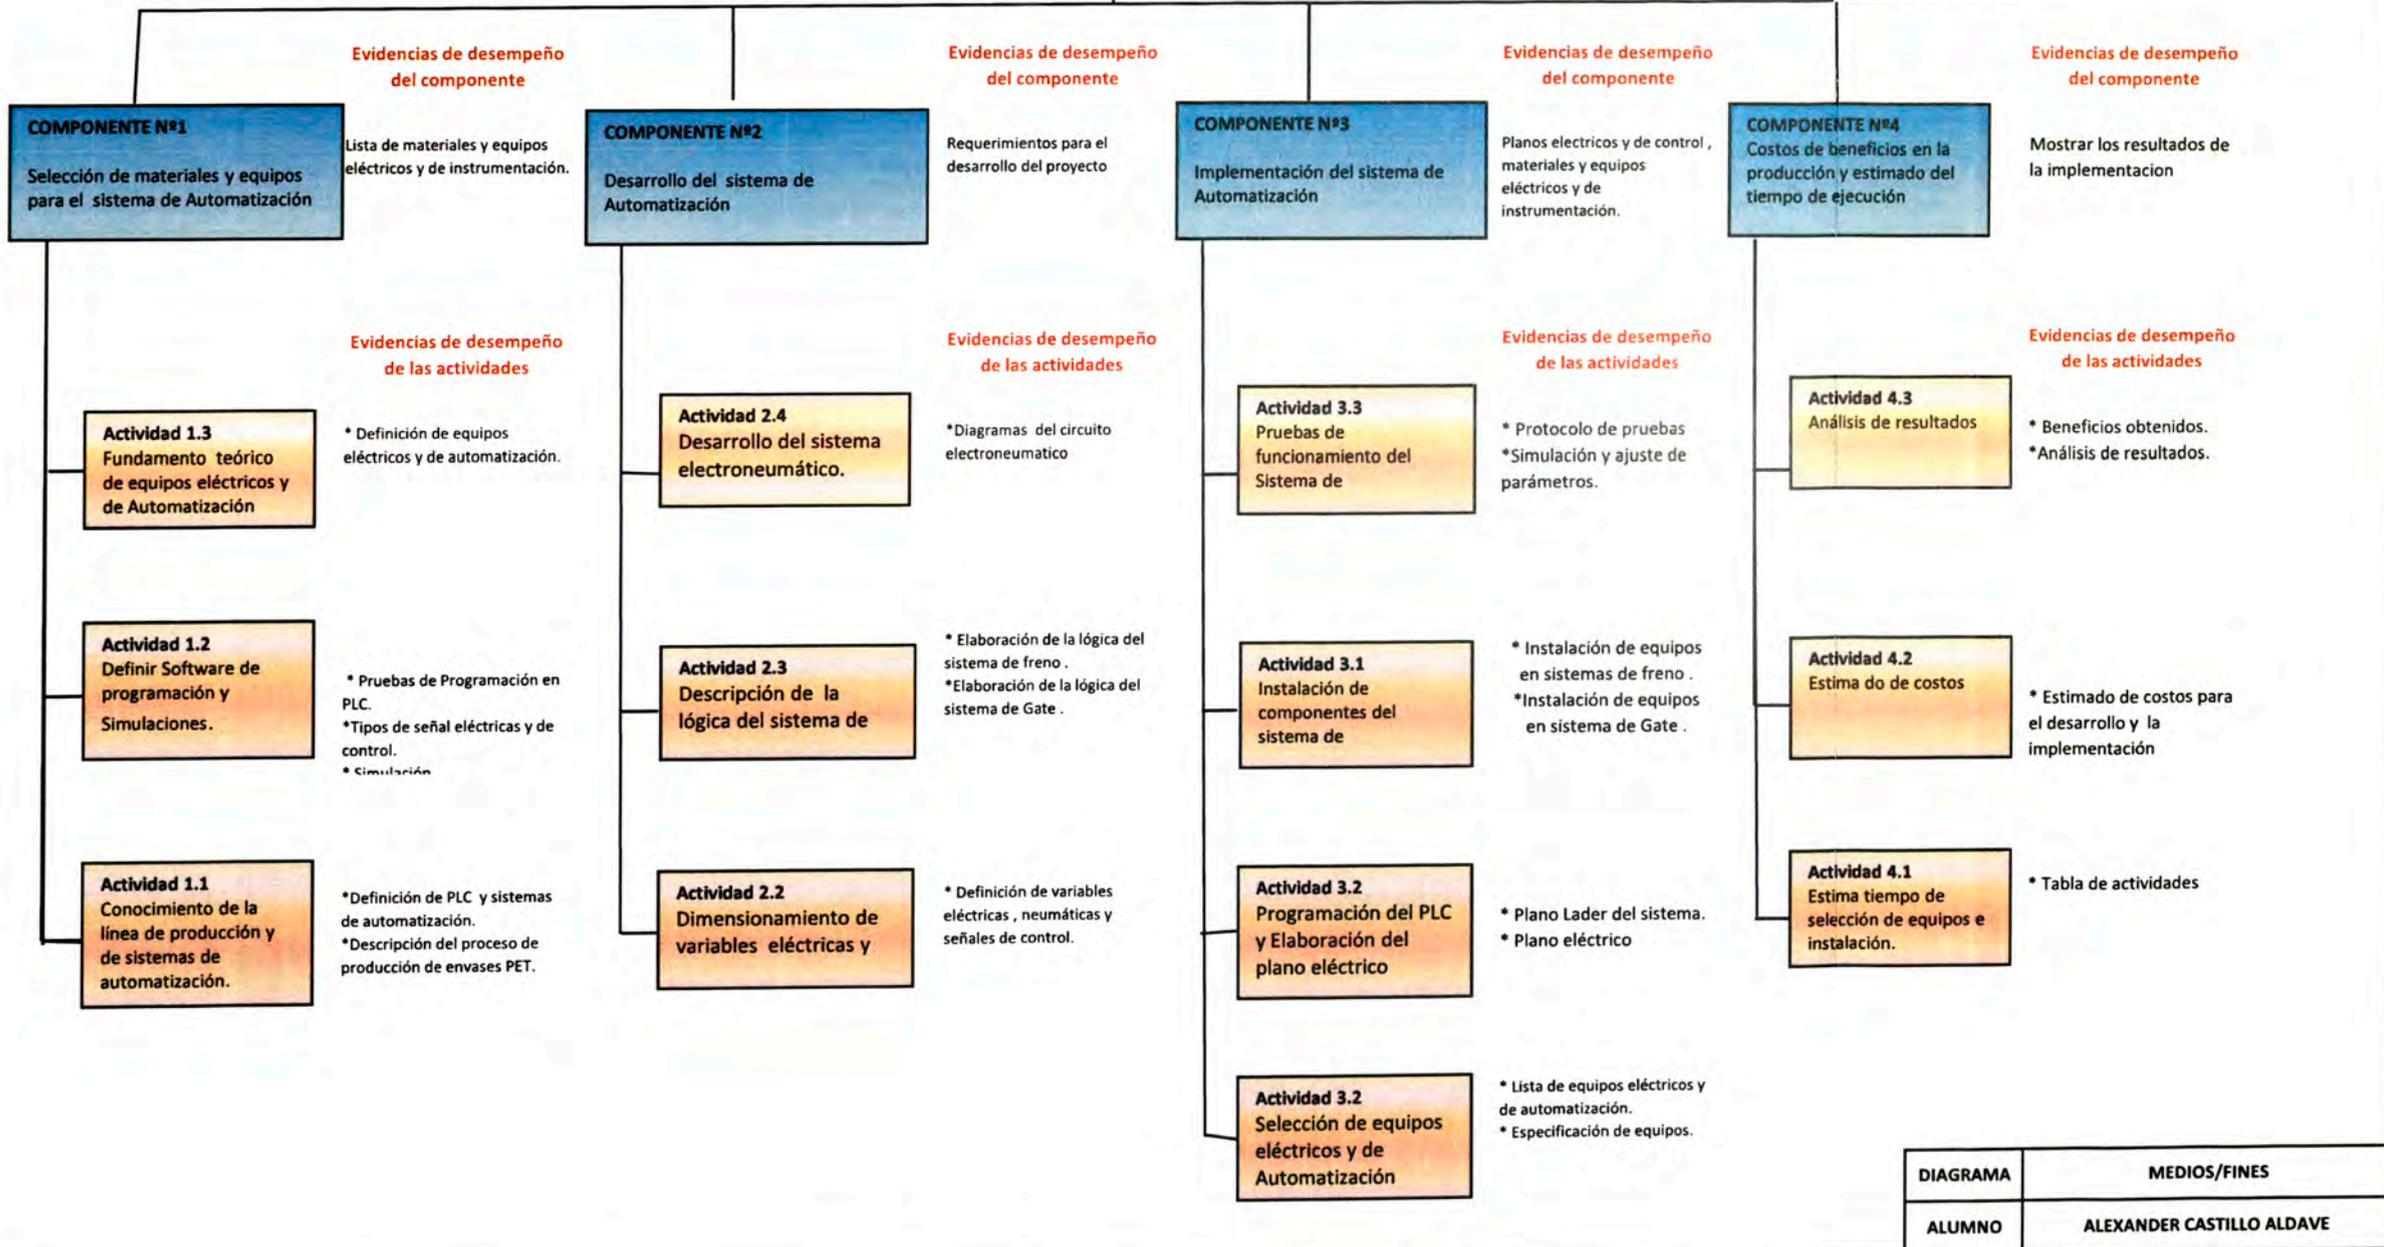 Evidencias de desempeño
del componente
COMPONENTE Nº1
Selección de materiales y equipos
para el sistema de Automatización
Lista de materiales y equipos
eléctricos y de instrumentación.
Evidencias de desempeño
de las actividades
Actividad 1.3
Fundamento teórico
de equipos eléctricos y
de Automatización
* Definición de equipos
eléctricos y de automatización.
Actividad 1.2
Definir Software de
programación y
Simulaciones.
* Pruebas de Programación en
PLC.
*Tipos de señal eléctricas y de
control.
* Simulación
Actividad 1.1
Conocimiento de la
línea de producción y
de sistemas de
automatización.
*Definición de PLC y sistemas
de automatización.
*Descripción del proceso de
producción de envases PET.
Evidencias de desempeño
del componente
COMPONENTE Nº2
Desarrollo del sistema de
Automatización
Requerimientos para el
desarrollo del proyecto
Evidencias de desempeño
de las actividades
Actividad 2.4
Desarrollo del sistema
electroneumático.
*Diagramas del circuito
electroneumatico
Actividad 2.3
Descripción de la
lógica del sistema de
* Elaboración de la lógica del
sistema de freno .
*Elaboración de la lógica del
sistema de Gate .
Actividad 2.2
Dimensionamiento de
variables eléctricas y
* Definición de variables
eléctricas , neumáticas y
señales de control.
Evidencias de desempeño
del componente
COMPONENTE Nº3
Implementación del sistema de
Automatización
Planos electricos y de control ,
materiales y equipos
eléctricos y de
instrumentación.
Evidencias de desempeño
de las actividades
Actividad 3.3
Pruebas de
funcionamiento del
Sistema de
* Protocolo de pruebas
*Simulación y ajuste de
parámetros.
Actividad 3.1
Instalación de
componentes del
sistema de
* Instalación de equipos
en sistemas de freno .
*Instalación de equipos
en sistema de Gate .
Actividad 3.2
Programación del PLC
y Elaboración del
plano eléctrico
* Plano Lader del sistema.
* Plano eléctrico
Actividad 3.2
Selección de equipos
eléctricos y de
Automatización
* Lista de equipos eléctricos y
de automatización.
* Especificación de equipos.
Evidencias de desempeño
del componente
COMPONENTE Nº4
Costos de beneficios en la
producción y estimado del
tiempo de ejecución
Mostrar los resultados de
la implementacion
Evidencias de desempeño
de las actividades
Actividad 4.3
Análisis de resultados
* Beneficios obtenidos.
*Análisis de resultados.
Actividad 4.2
Estima do de costos
* Estimado de costos para
el desarrollo y la
implementación
Actividad 4.1
Estima tiempo de
selección de equipos e
instalación.
* Tabla de actividades
DIAGRAMA MEDIOS/FINES
ALUMNO ALEXANDER CASTILLO ALDAVE